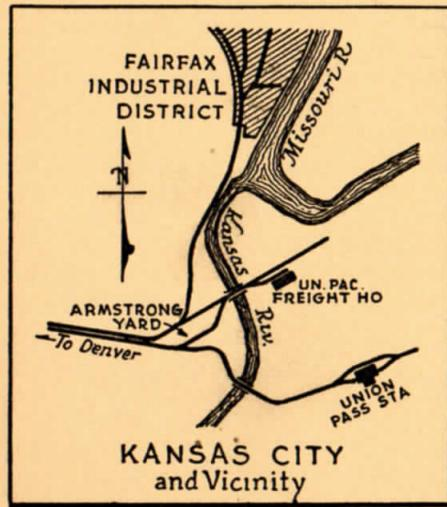 FAIRFAX
INDUSTRIAL
DISTRICT
Missouri R
N
Kansas
Riv.
UN. PAC.
FREIGHT HO
ARMSTRONG
YARD
To Denver
UNION
PASS STA
KANSAS CITY
and Vicinity